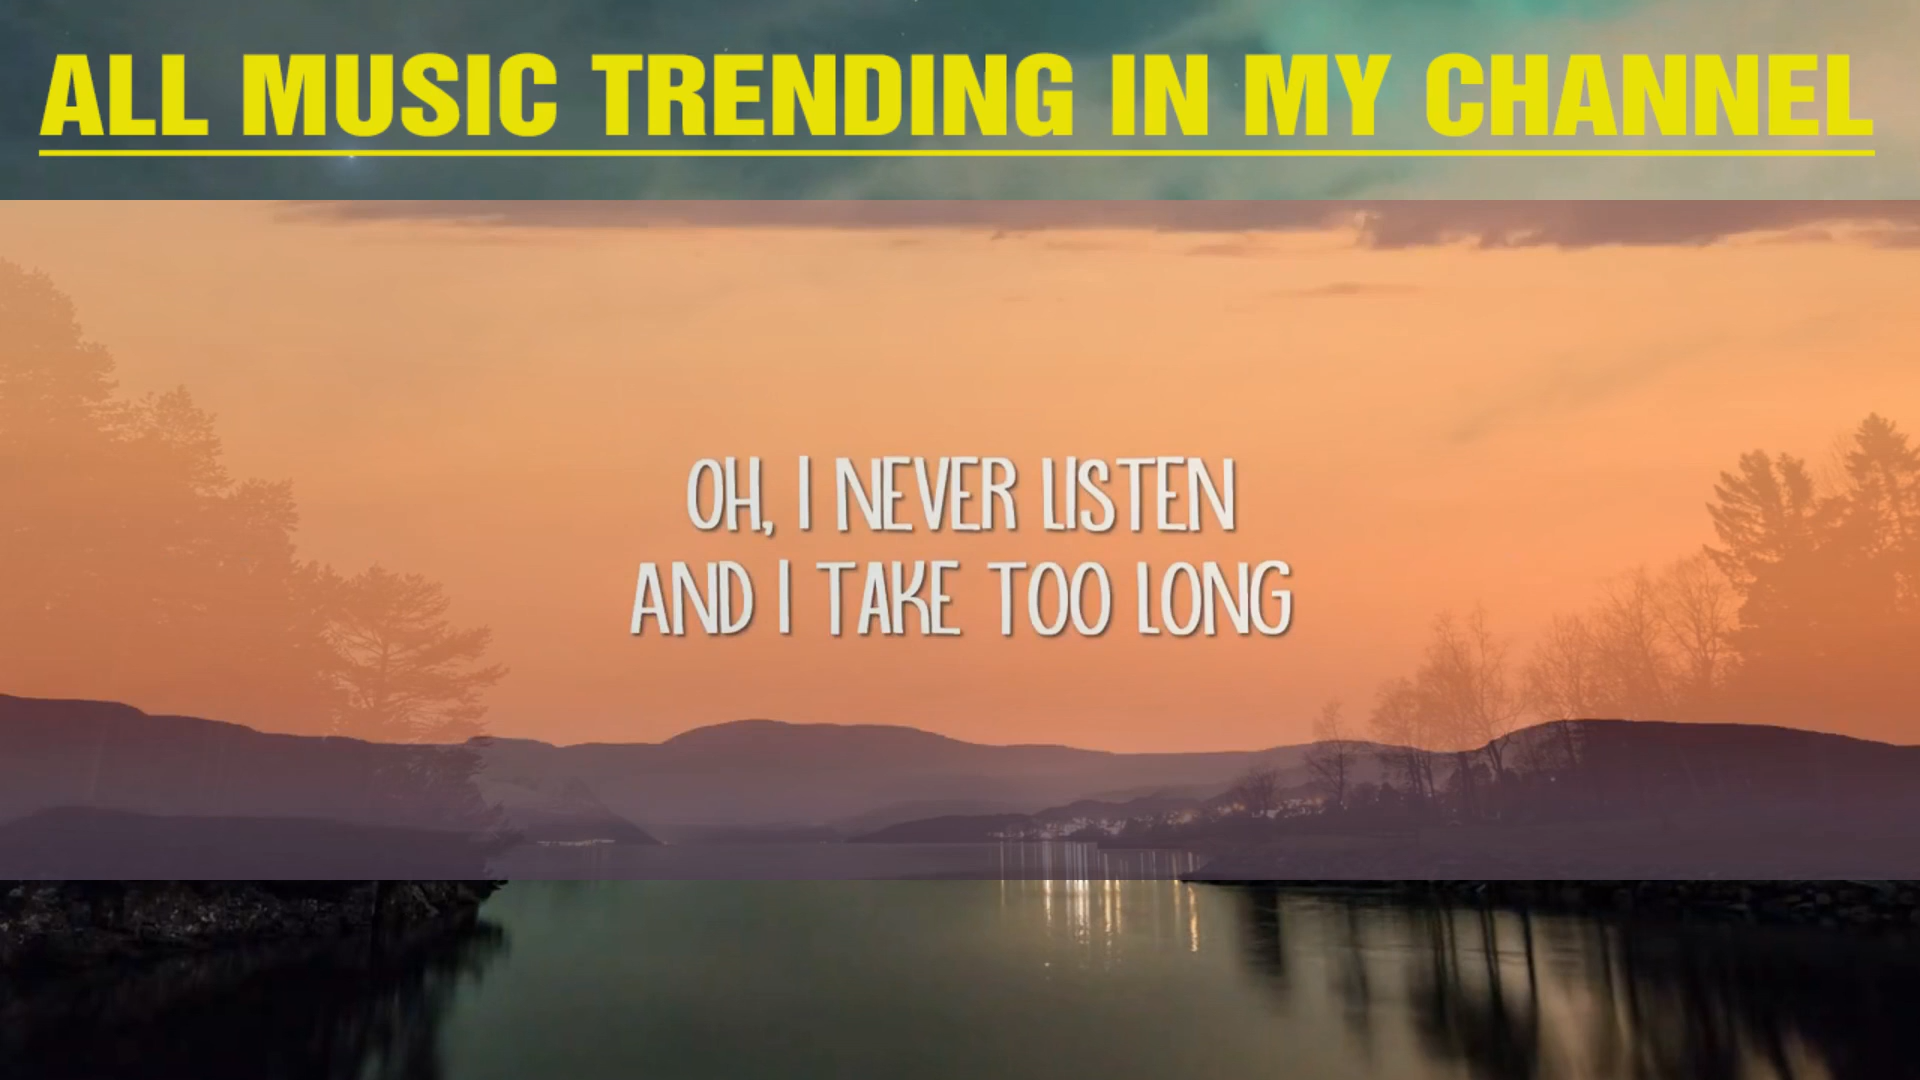 ALL MUSIC TRENDING IN MY CHANNEL
OH, I NEVER LISTEN
AND I TAKE TOO LONG